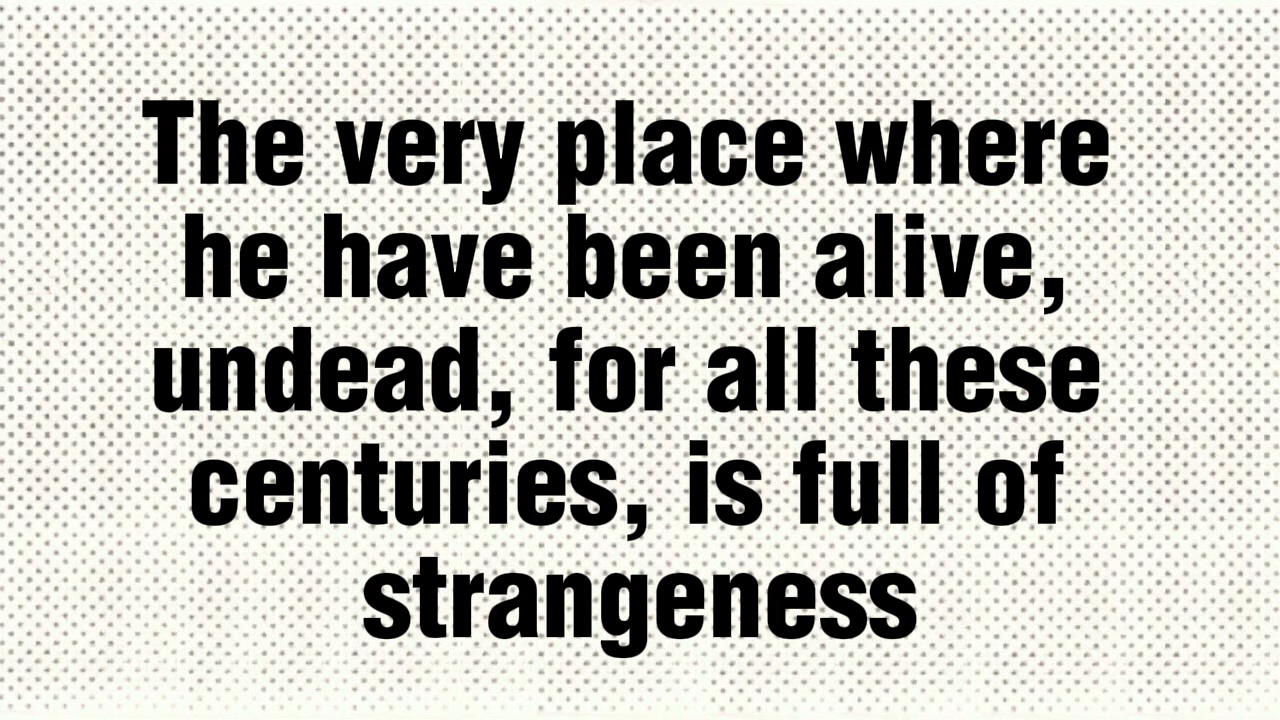 The very place where
he have been alive,
undead, for all these
centuries, is full of
strangeness